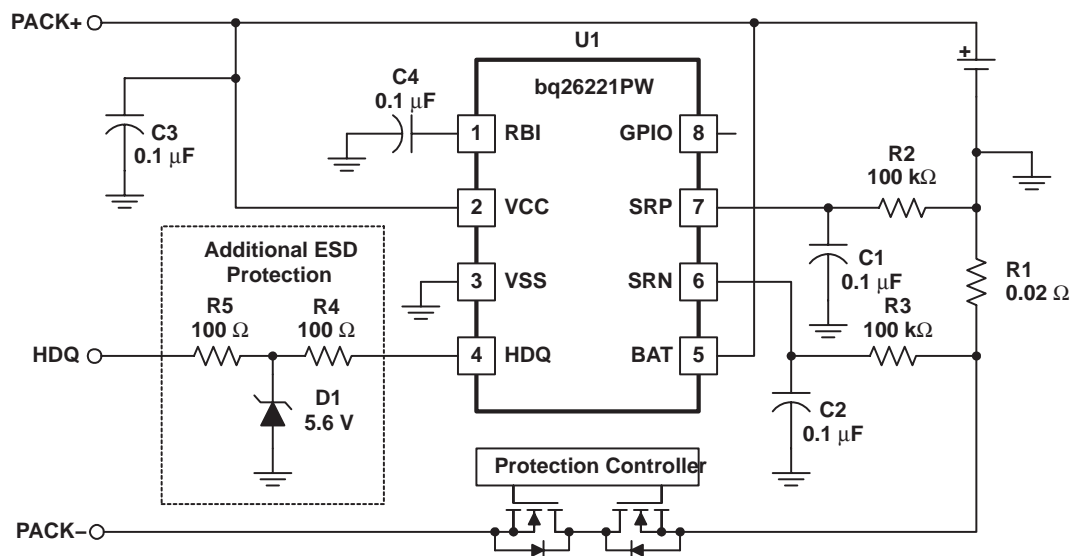 PACK+
U1
bq26221PW
C4
0.1 μF
C3
0.1 μF
1
RBI
GPIO
8
+
R2
100 kΩ
2
VCC
SRP
7
Additional ESD
Protection
3
VSS
SRN
6
C1
0.1 μF
R1
0.02 Ω
R5
100 Ω
R4
100 Ω
R3
100 kΩ
HDQ
4
HDQ
BAT
5
D1
5.6 V
C2
0.1 μF
Protection Controller
PACK−